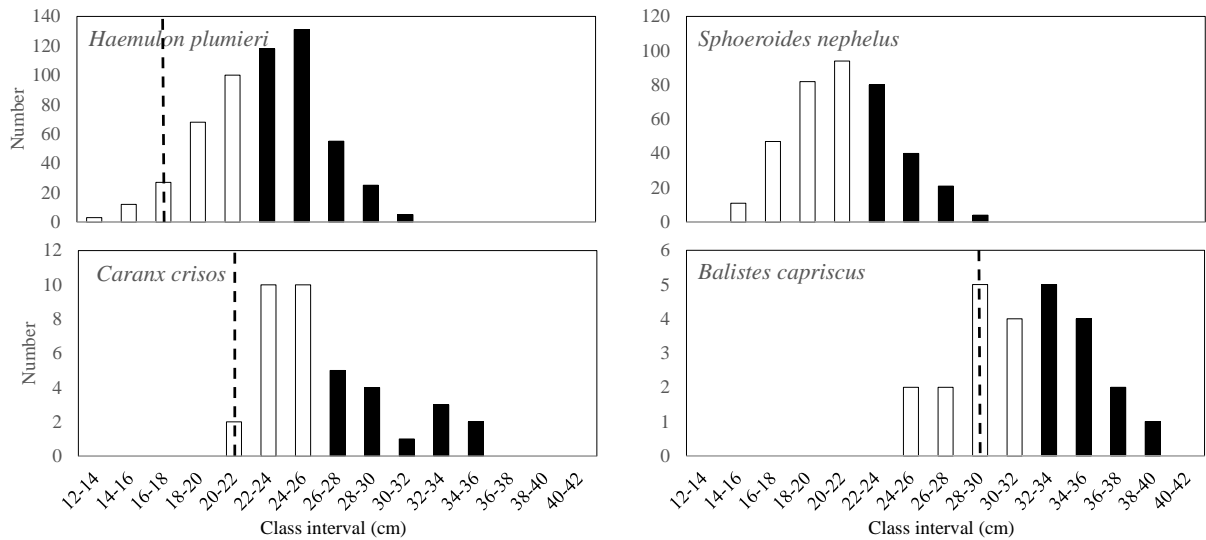 Haemulon plumieri
Number
140
120
100
80
60
40
20
0
Sphoeroides nephelus
120
100
80
60
40
20
0
Caranx crisos
Number
12
10
8
6
4
2
0
12-14 14-16 16-18 18-20 20-22 22-24 24-26 26-28 28-30 30-32 32-34 34-36 36-38 38-40 40-42
Class interval (cm)
Balistes capriscus
6
5
4
3
2
1
0
12-14 14-16 16-18 18-20 20-22 22-24 24-26 26-28 28-30 30-32 32-34 34-36 36-38 38-40 40-42
Class interval (cm)